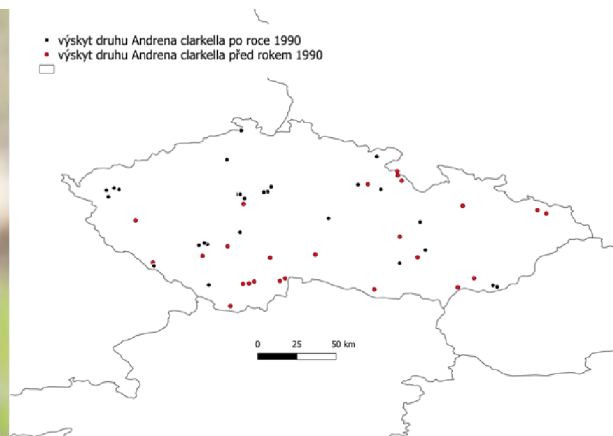 výskyt druhu Andrena clarkella po roce 1990
výskyt druhu Andrena clarkella před rokem 1990
0 25 50 km